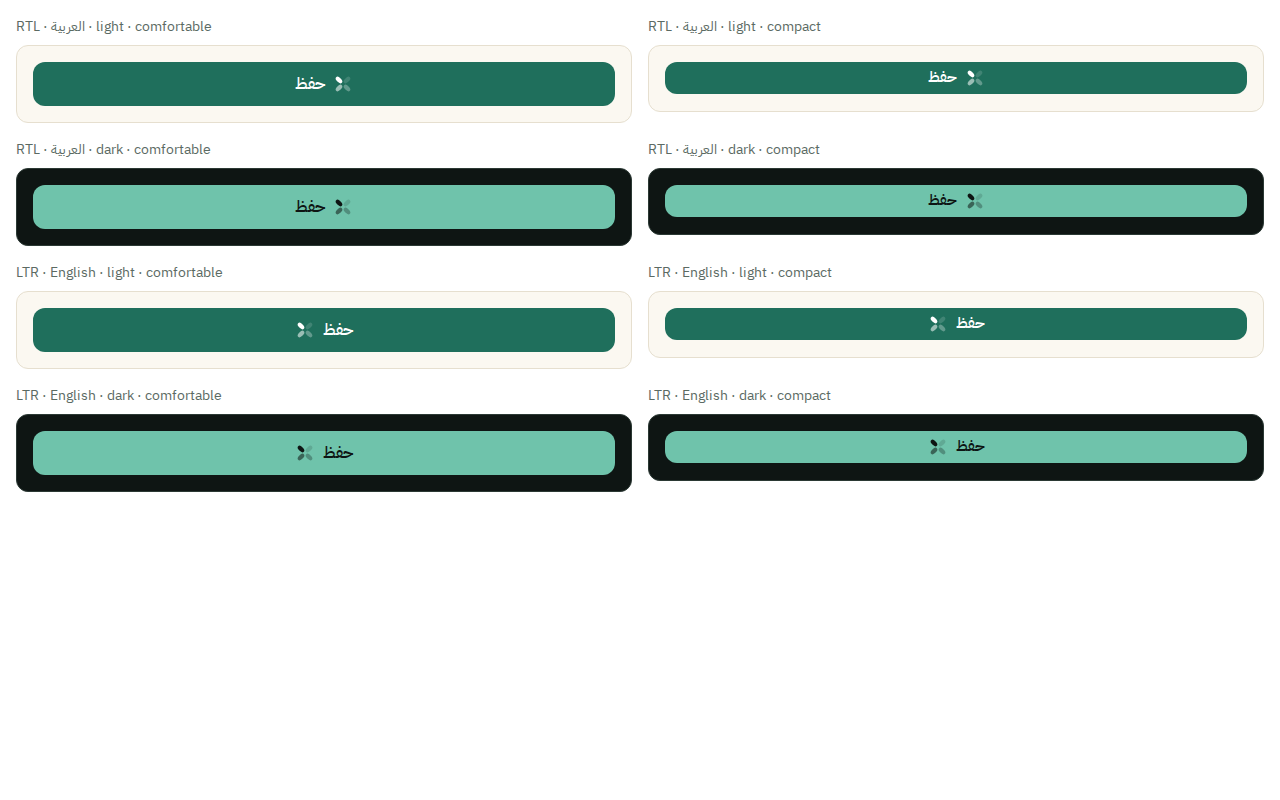 RTL · العربية · light · comfortable
حفظ
RTL · العربية · light · compact
حفظ
RTL · العربية · dark · comfortable
حفظ
RTL · العربية · dark · compact
حفظ
LTR · English · light · comfortable
حفظ
LTR · English · light · compact
حفظ
LTR · English · dark · comfortable
حفظ
LTR · English · dark · compact
حفظ